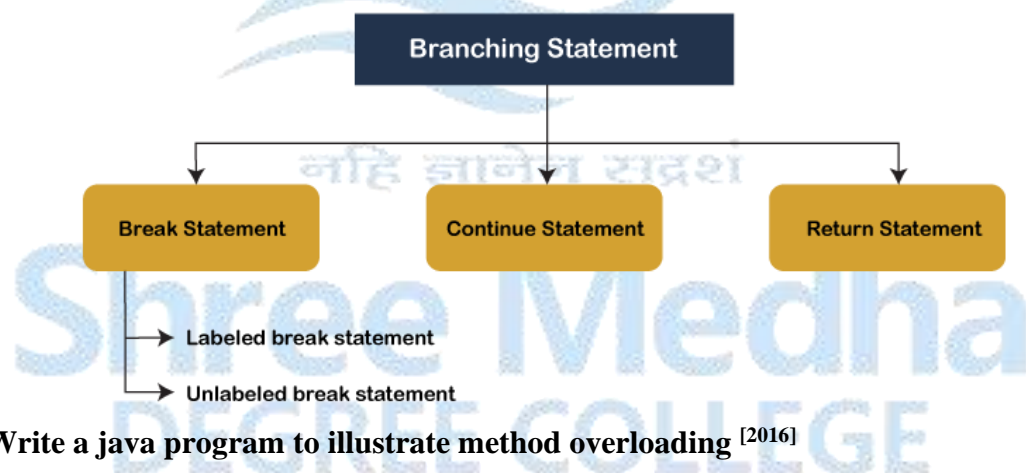 Branching Statement
नहि ज्ञानेन सद्रशं
Break Statement
Continue Statement
Return Statement
Shree Medha
Labeled break statement
Unlabeled break statement
DEGREE COLLEGE
Write a java program to illustrate method overloading [2016]